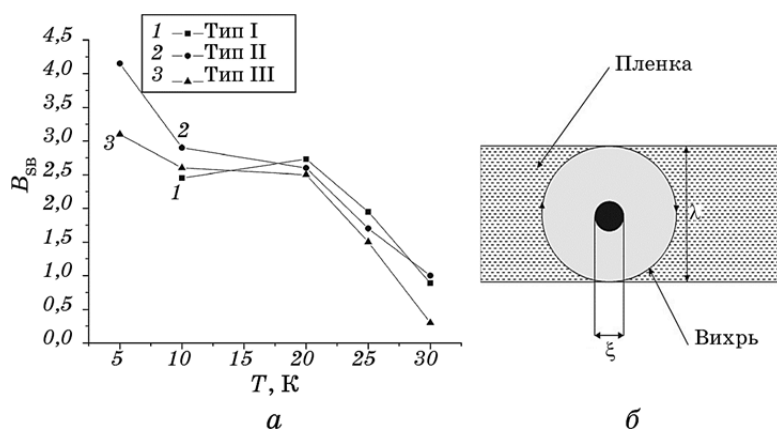 1 Тип I
2 Тип II
3 Тип III
B_SB
4,5
4,0
3,5
3,0
2,5
2,0
1,5
1,0
0,5
0,0
3
2
1
5 10 15 20 25 30
T, К
а
Пленка
λ
ξ
Вихрь
б